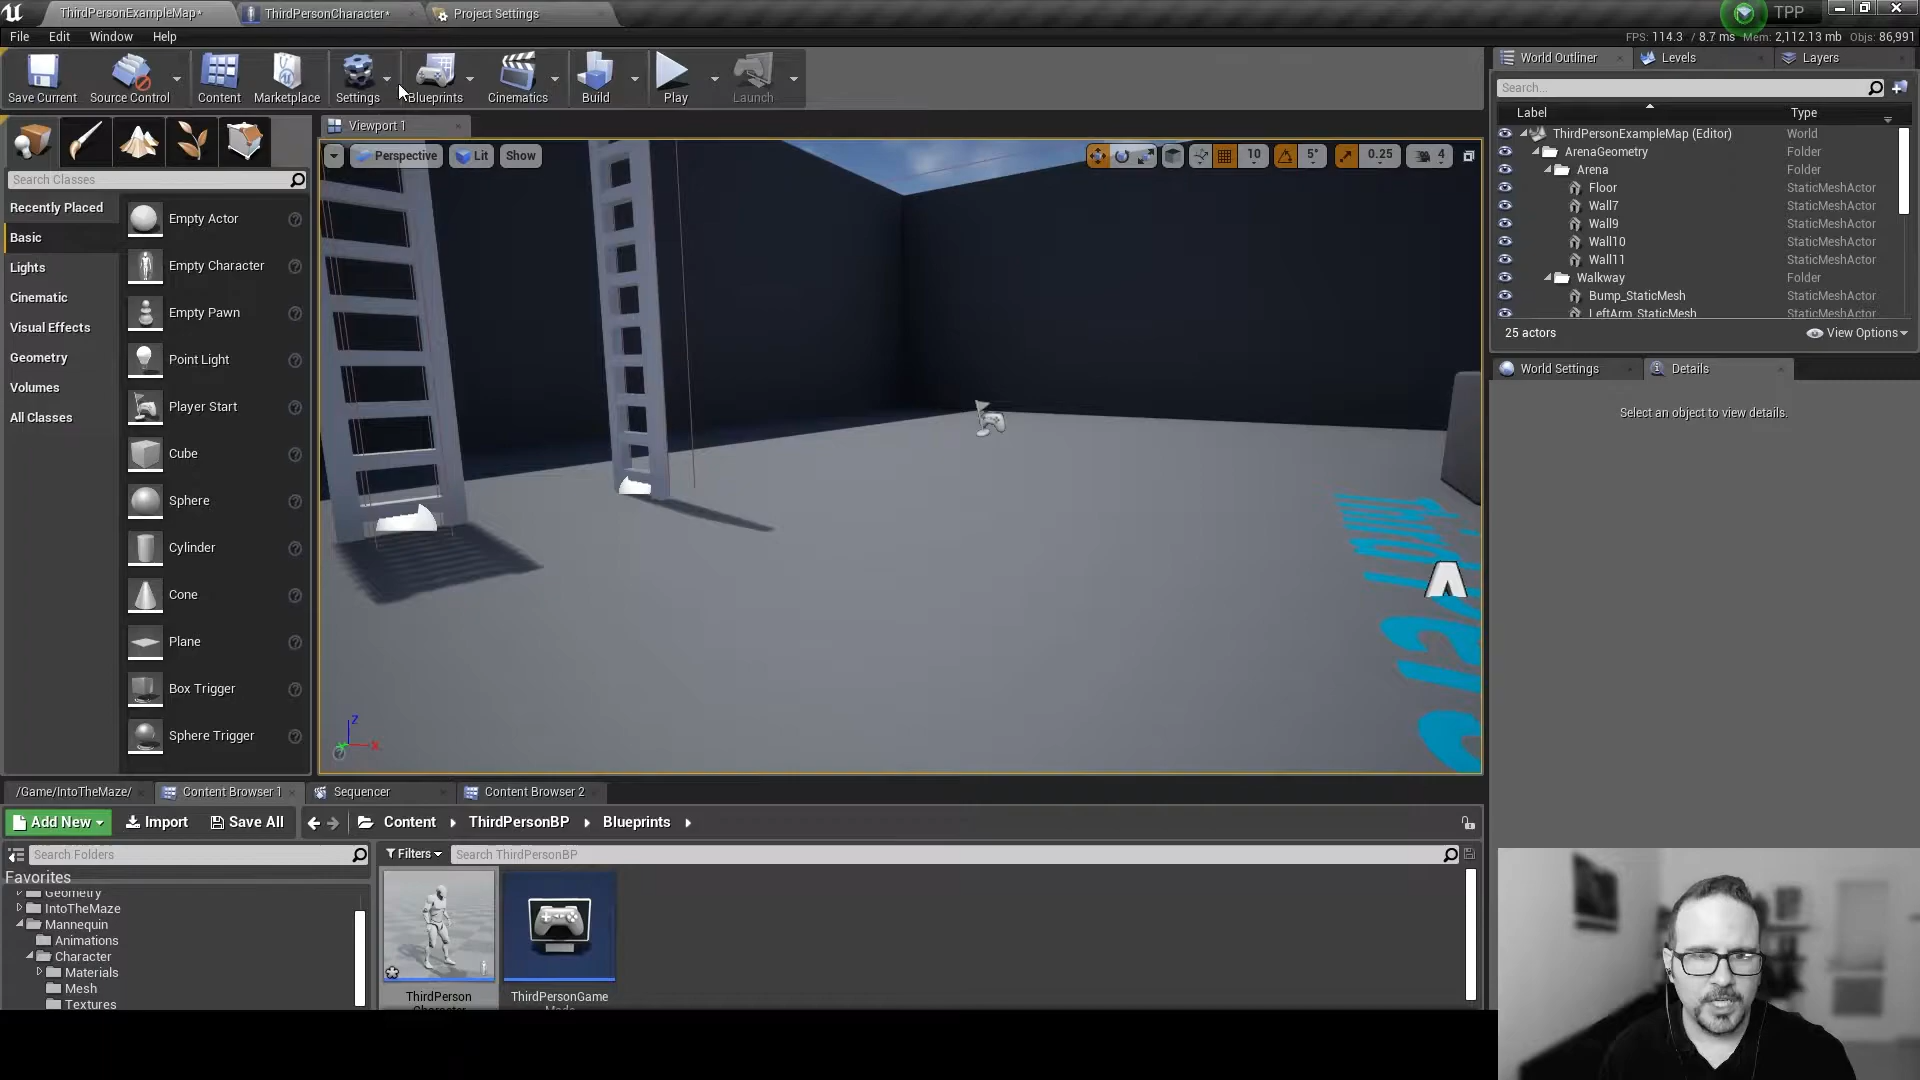 ThirdPersonExampleMap*
ThirdPersonCharacter*
Project Settings
TPP
File Edit Window Help
FPS: 114.3 / 8.7 ms Mem: 2,112.13 mb Objs: 86,991
Save Current
Source Control
Content
Marketplace
Settings
Blueprints
Cinematics
Build
Play
Launch
World Outliner
Levels
Layers
Search...
Label Type
ThirdPersonExampleMap (Editor) World
ArenaGeometry Folder
Arena Folder
Floor StaticMeshActor
Wall7 StaticMeshActor
Wall9 StaticMeshActor
Wall10 StaticMeshActor
Wall11 StaticMeshActor
Walkway Folder
Bump_StaticMesh StaticMeshActor
LeftArm_StaticMesh StaticMeshActor
25 actors
View Options
World Settings
Details
Select an object to view details.
Viewport 1
Perspective
Lit
Show
10
5°
0.25
4
Z
X
Search Classes
Recently Placed
Basic
Lights
Cinematic
Visual Effects
Geometry
Volumes
All Classes
Empty Actor
Empty Character
Empty Pawn
Point Light
Player Start
Cube
Sphere
Cylinder
Cone
Plane
Box Trigger
Sphere Trigger
/Game/IntoTheMaze/
Content Browser 1
Sequencer
Content Browser 2
Add New
Import
Save All
Content
ThirdPersonBP
Blueprints
Search Folders
Filters
Search ThirdPersonBP
Favorites
Geometry
IntoTheMaze
Mannequin
Animations
Character
Materials
Mesh
Textures
ThirdPerson
Character
ThirdPersonGame
Mode